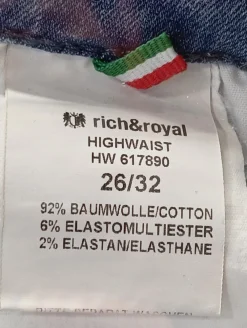 rich&royal
HIGHWAIST
HW 617890
26/32
92% BAUMWOLLE/COTTON
6% ELASTOMULTIESTER
2% ELASTAN/ELASTHANE